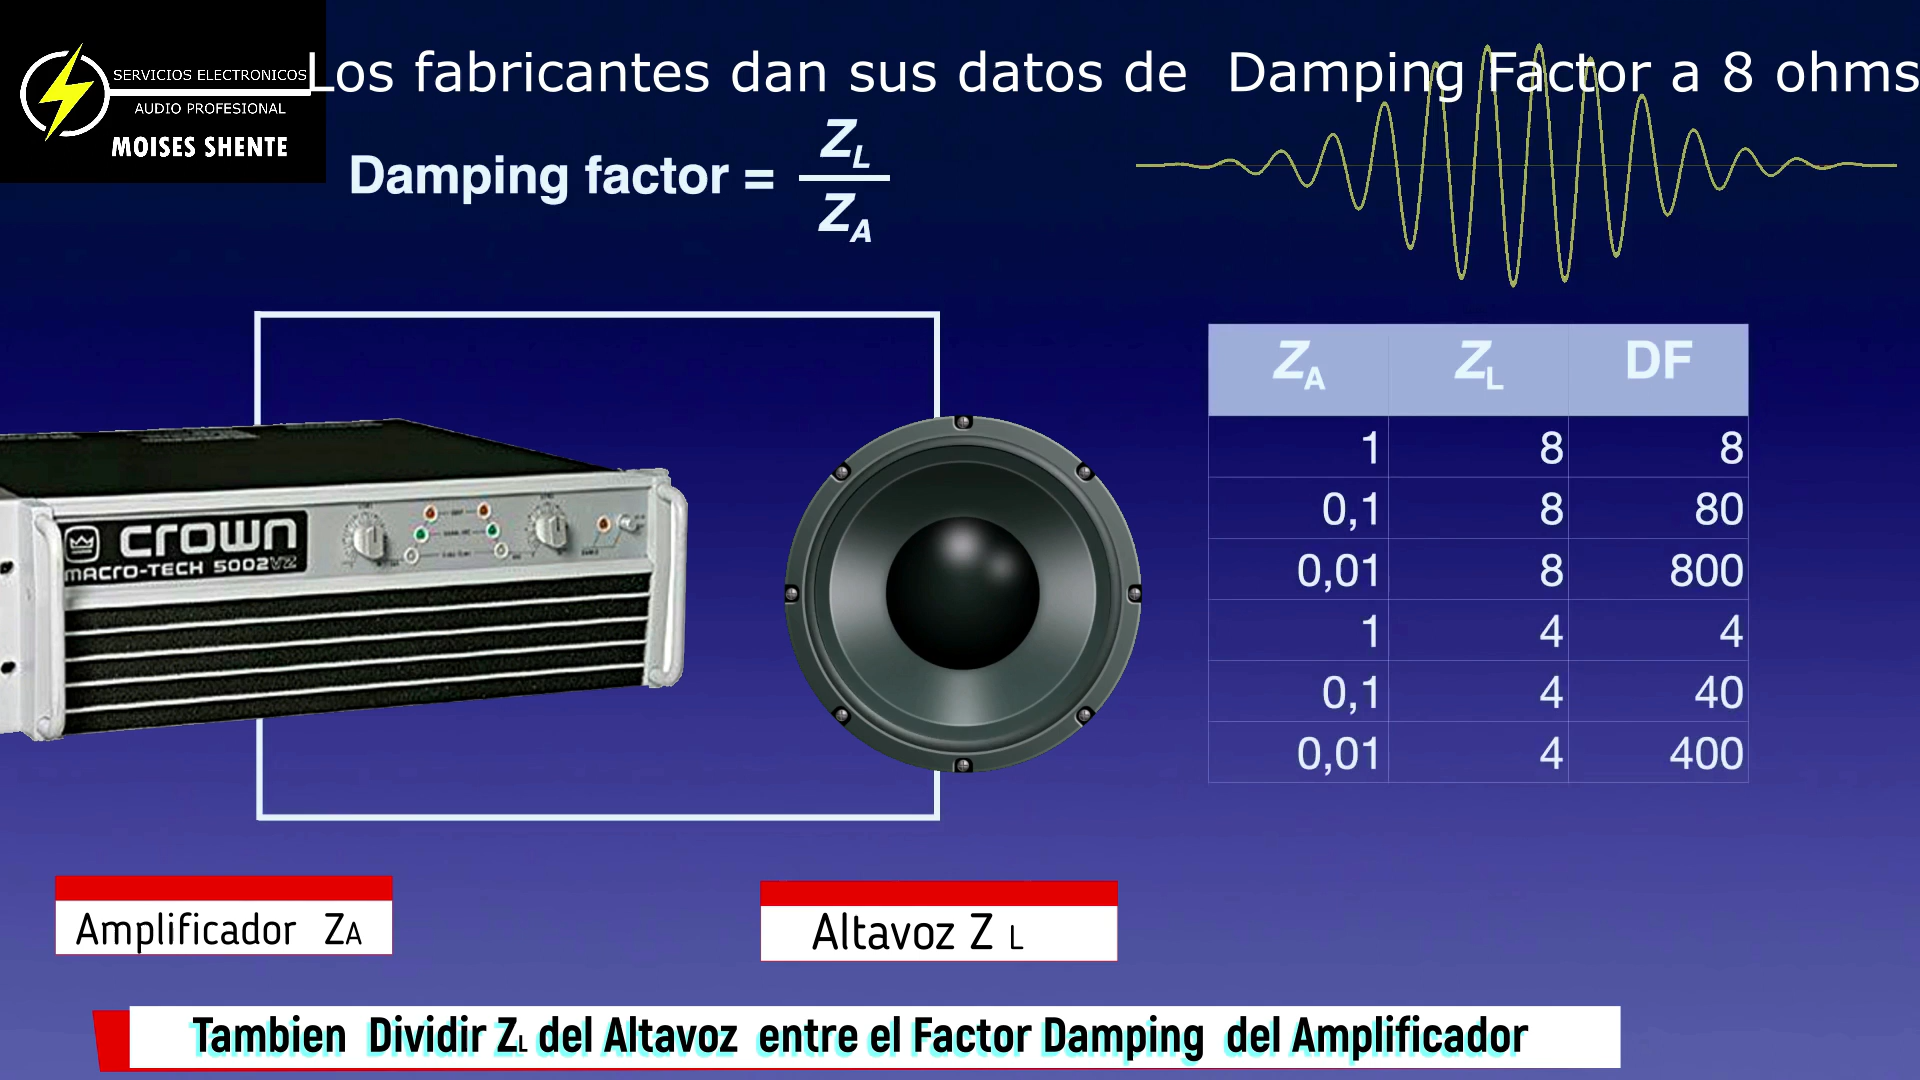 SERVICIOS ELECTRONICOS
AUDIO PROFESIONAL
MOISES SHENTE
Los fabricantes dan sus datos de Damping Factor a 8 ohms
Damping factor = ZL / ZA
ZA ZL DF
1 8 8
0,1 8 80
0,01 8 800
1 4 4
0,1 4 40
0,01 4 400
crown
MACRO-TECH 5002VZ
Amplificador ZA
Altavoz Z L
Tambien Dividir ZL del Altavoz entre el Factor Damping del Amplificador